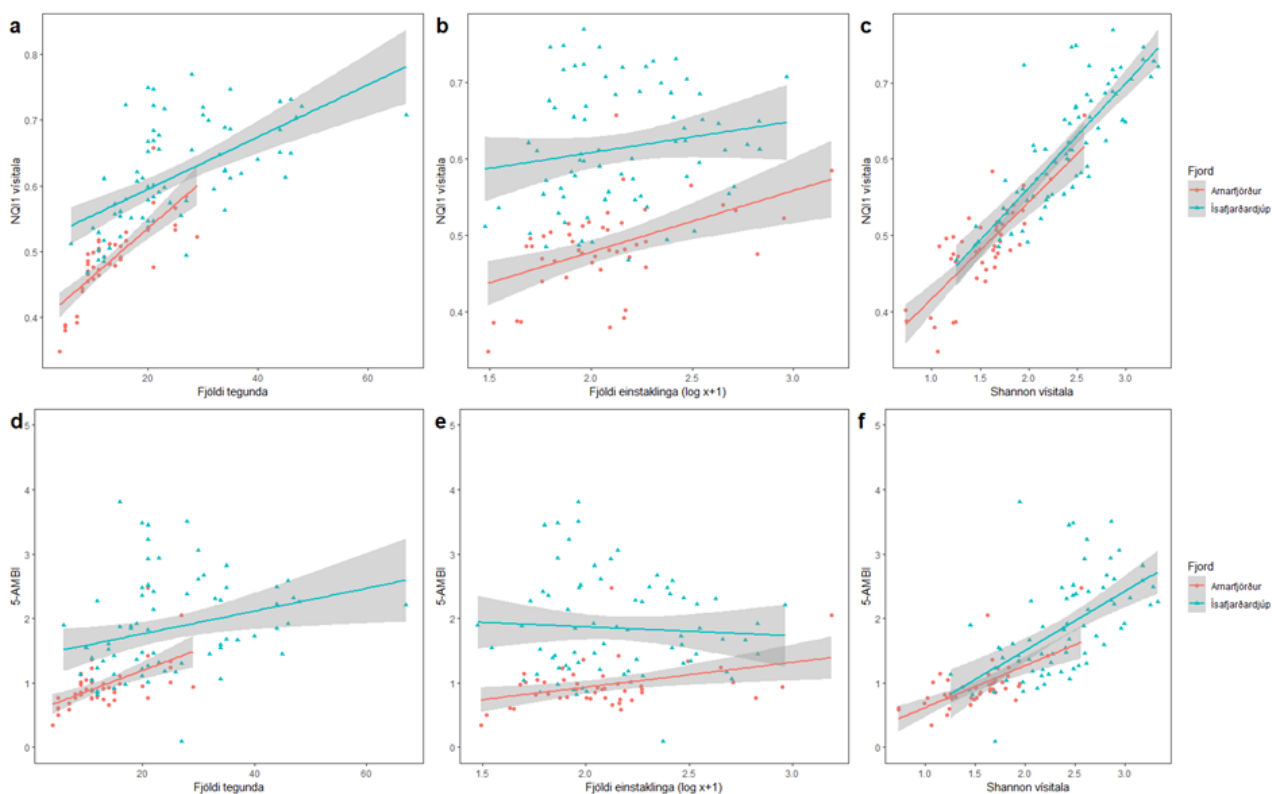 a
b
c
NQI1 vísitala
0.8
0.7
0.6
0.5
0.4
20
40
60
Fjöldi tegunda
NQI1 vísitala
0.7
0.6
0.5
0.4
1.5
2.0
2.5
3.0
Fjöldi einstaklinga (log x+1)
NQI1 vísitala
0.7
0.6
0.5
0.4
1.0
1.5
2.0
2.5
3.0
Shannon vísitala
Fjord
Arnarfjörður
Ísafjarðardjúp
d
e
f
5-AMBI
5
4
3
2
1
0
20
40
60
Fjöldi tegunda
5-AMBI
5
4
3
2
1
0
1.5
2.0
2.5
3.0
Fjöldi einstaklinga (log x+1)
5-AMBI
5
4
3
2
1
0
1.0
1.5
2.0
2.5
3.0
Shannon vísitala
Fjord
Arnarfjörður
Ísafjarðardjúp